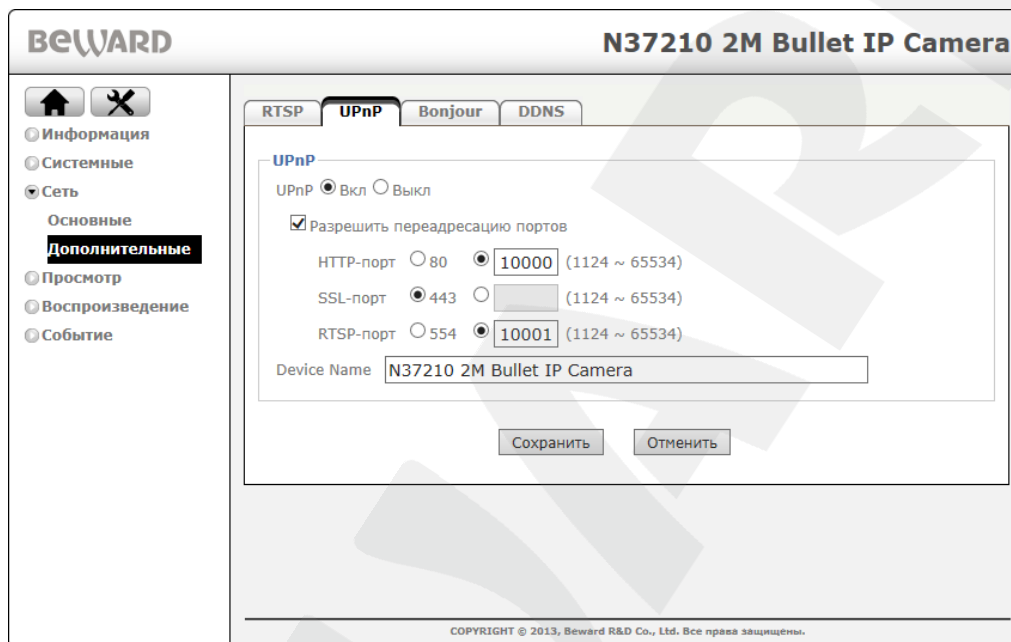 BEWARD
N37210 2M Bullet IP Camera
Информация
Системные
Сеть
Основные
Дополнительные
Просмотр
Воспроизведение
Событие
RTSP UPnP Bonjour DDNS
UPnP
UPnP Вкл Выкл
Разрешить переадресацию портов
HTTP-порт 80 10000 (1124 ~ 65534)
SSL-порт 443 (1124 ~ 65534)
RTSP-порт 554 10001 (1124 ~ 65534)
Device Name N37210 2M Bullet IP Camera
Сохранить Отменить
COPYRIGHT © 2013, Beward R&D Co., Ltd. Все права защищены.